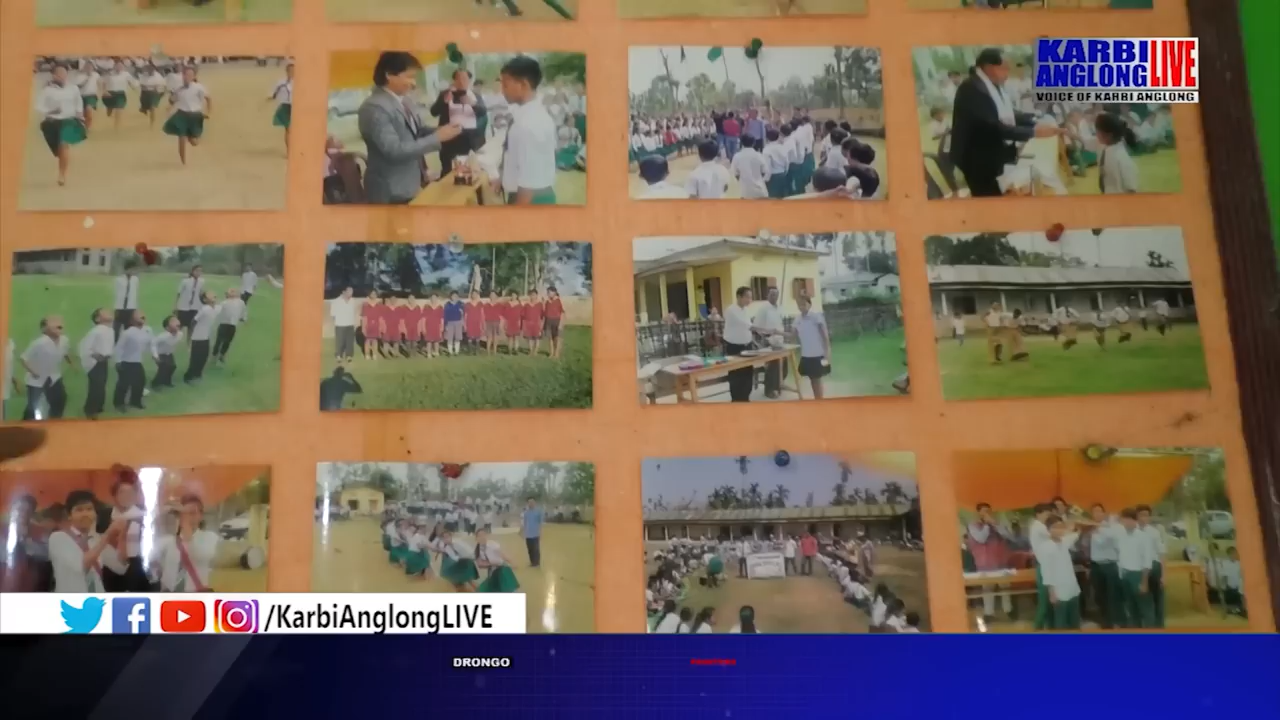 KARBI
ANGLONG
LIVE
VOICE OF KARBI ANGLONG
/KarbiAnglongLIVE
DRONGO